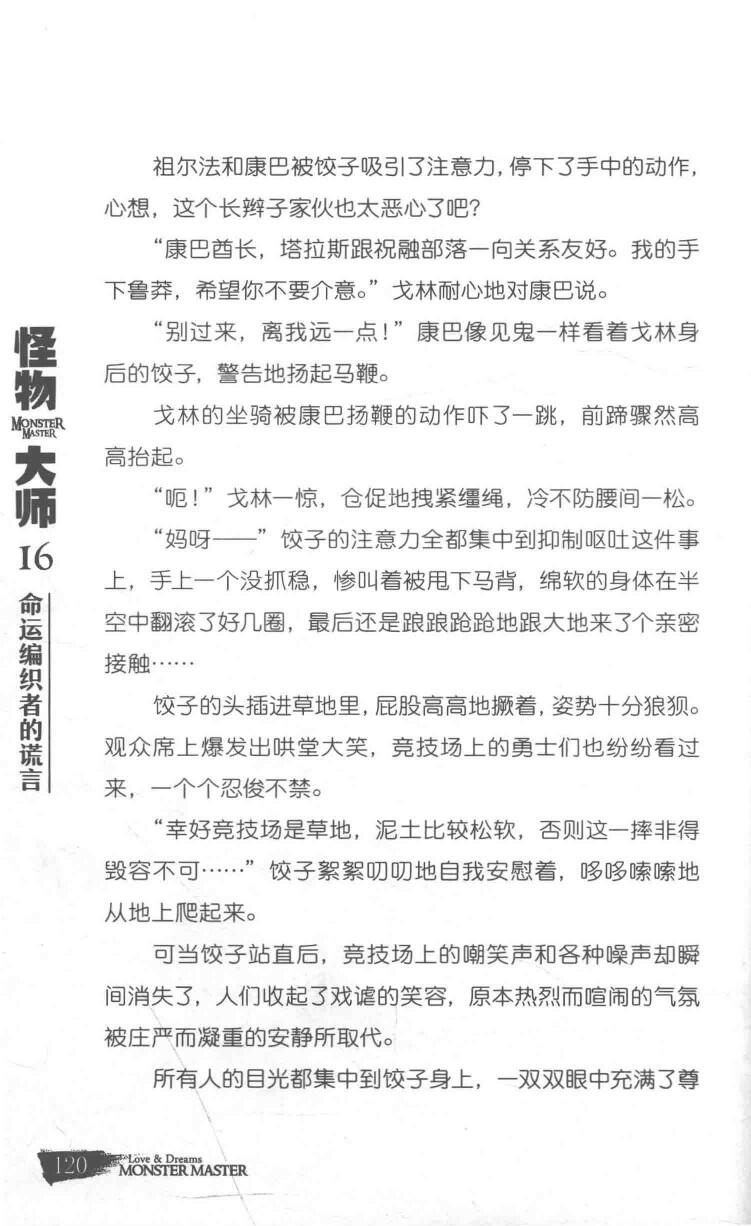 祖尔法和康巴被饺子吸引了注意力，停下了手中的动作，
心想，这个长辫子家伙也太恶心了吧？
“康巴酋长，塔拉斯跟祝融部落一向关系友好。我的手
下鲁莽，希望你不要介意。”戈林耐心地对康巴说。
“别过来，离我远一点！”康巴像见鬼一样看着戈林身
后的饺子，警告地扬起马鞭。
戈林的坐骑被康巴扬鞭的动作吓了一跳，前蹄骤然高
高抬起。
“呃！”戈林一惊，仓促地拽紧缰绳，冷不防腰间一松。
“妈呀——”饺子的注意力全都集中到抑制呕吐这件事
上，手上一个没抓稳，惨叫着被甩下马背，绵软的身体在半
空中翻滚了好几圈，最后还是踉踉跄跄地跟大地来了个亲密
接触……
饺子的头插进草地里，屁股高高地撅着，姿势十分狼狈。
观众席上爆发出哄堂大笑，竞技场上的勇士们也纷纷看过
来，一个个忍俊不禁。
“幸好竞技场是草地，泥土比较松软，否则这一摔非得
毁容不可……”饺子絮絮叨叨地自我安慰着，哆哆嗦嗦地
从地上爬起来。
可当饺子站直后，竞技场上的嘲笑声和各种噪声却瞬
间消失了，人们收起了戏谑的笑容，原本热烈而喧闹的气氛
被庄严而凝重的安静所取代。
所有人的目光都集中到饺子身上，一双双眼中充满了尊
怪物
MONSTER
MASTER
大师
16
命运编织者的谎言
120
Love & Dreams
MONSTER MASTER